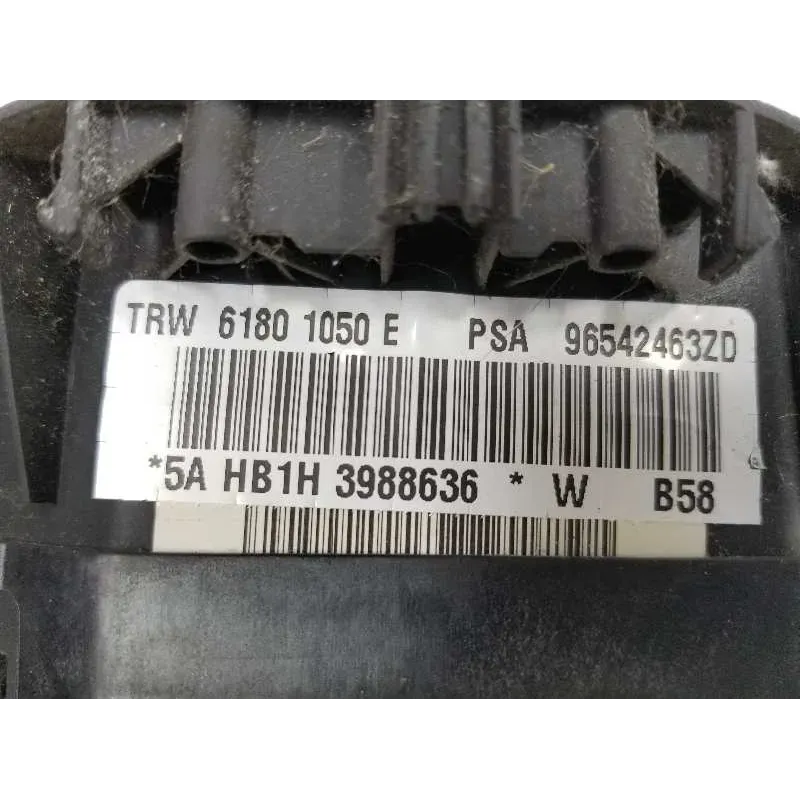 TRW 6180 1050 E PSA 96542463ZD
*5A HB1H 3988636 * W B58